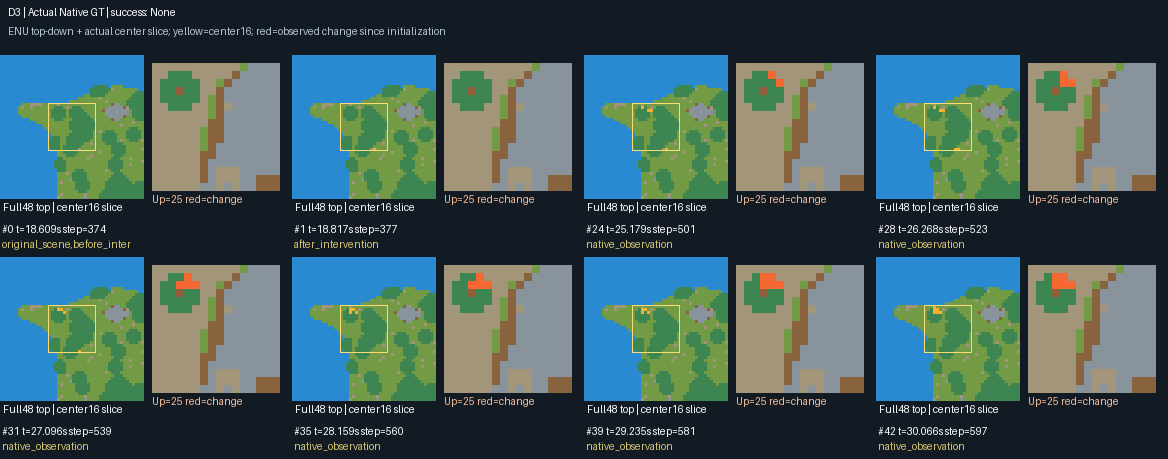 D3 | Actual Native GT | success: None
ENU top-down + actual center slice; yellow=center16; red=observed change since initialization
Up=25 red=change
Up=25 red=change
Up=25 red=change
Up=25 red=change
Full48 top | center16 slice
Full48 top | center16 slice
Full48 top | center16 slice
Full48 top | center16 slice
#0 t=18.609s step=374
#1 t=18.817s step=377
#24 t=25.179s step=501
#28 t=26.268s step=523
original_scene,before_inter
after_intervention
native_observation
native_observation
Up=25 red=change
Up=25 red=change
Up=25 red=change
Up=25 red=change
Full48 top | center16 slice
Full48 top | center16 slice
Full48 top | center16 slice
Full48 top | center16 slice
#31 t=27.096s step=539
#35 t=28.159s step=560
#39 t=29.235s step=581
#42 t=30.066s step=597
native_observation
native_observation
native_observation
native_observation